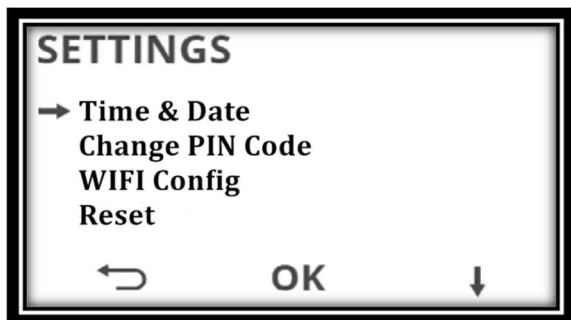 SETTINGS
Time & Date
Change PIN Code
WIFI Config
Reset
OK